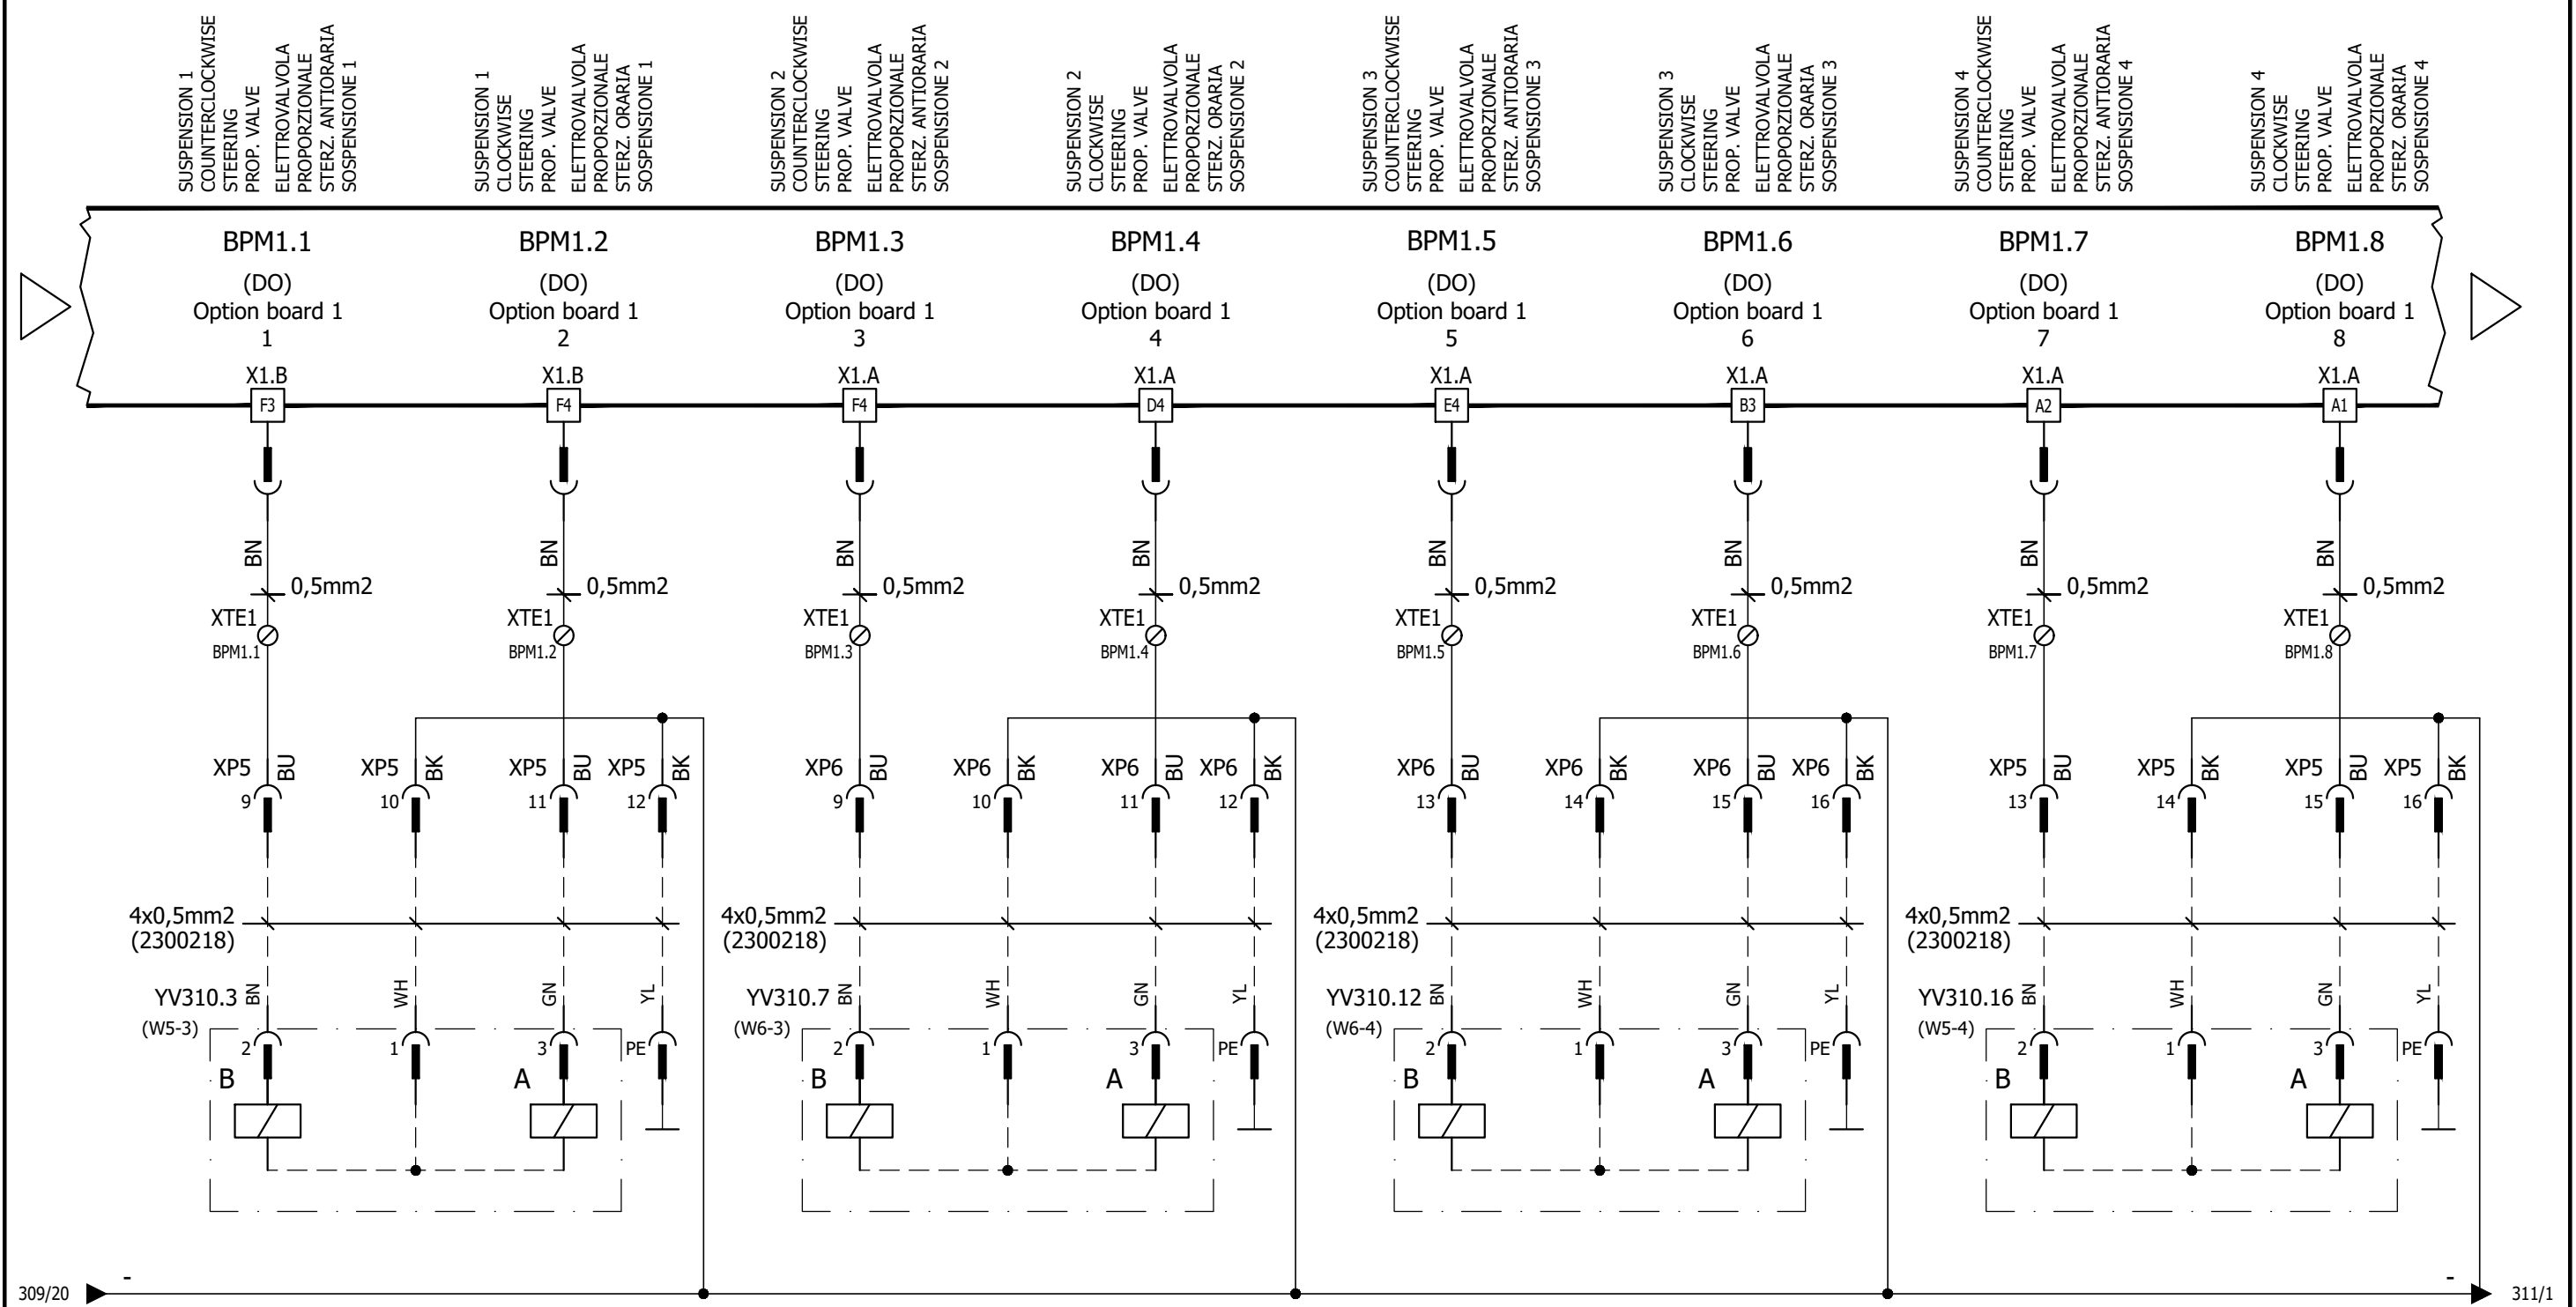 SUSPENSION 1
COUNTERCLOCKWISE
STEERING
PROP. VALVE
ELETTROVALVOLA
PROPORZIONALE
STERZ. ANTIORARIA
SOSPENSIONE 1
SUSPENSION 1
CLOCKWISE
STEERING
PROP. VALVE
ELETTROVALVOLA
PROPORZIONALE
STERZ. ORARIA
SOSPENSIONE 1
SUSPENSION 2
COUNTERCLOCKWISE
STEERING
PROP. VALVE
ELETTROVALVOLA
PROPORZIONALE
STERZ. ANTIORARIA
SOSPENSIONE 2
SUSPENSION 2
CLOCKWISE
STEERING
PROP. VALVE
ELETTROVALVOLA
PROPORZIONALE
STERZ. ORARIA
SOSPENSIONE 2
SUSPENSION 3
COUNTERCLOCKWISE
STEERING
PROP. VALVE
ELETTROVALVOLA
PROPORZIONALE
STERZ. ANTIORARIA
SOSPENSIONE 3
SUSPENSION 3
CLOCKWISE
STEERING
PROP. VALVE
ELETTROVALVOLA
PROPORZIONALE
STERZ. ORARIA
SOSPENSIONE 3
SUSPENSION 4
COUNTERCLOCKWISE
STEERING
PROP. VALVE
ELETTROVALVOLA
PROPORZIONALE
STERZ. ANTIORARIA
SOSPENSIONE 4
SUSPENSION 4
CLOCKWISE
STEERING
PROP. VALVE
ELETTROVALVOLA
PROPORZIONALE
STERZ. ORARIA
SOSPENSIONE 4
BPM1.1 BPM1.2 BPM1.3 BPM1.4 BPM1.5 BPM1.6 BPM1.7 BPM1.8
(DO) (DO) (DO) (DO) (DO) (DO) (DO) (DO)
Option board 1 Option board 1 Option board 1 Option board 1 Option board 1 Option board 1 Option board 1 Option board 1
1 2 3 4 5 6 7 8
X1.B X1.B X1.A X1.A X1.A X1.A X1.A X1.A
F3 F4 F4 D4 E4 B3 A2 A1
BN BN BN BN BN BN BN BN
0,5mm2 0,5mm2 0,5mm2 0,5mm2 0,5mm2 0,5mm2 0,5mm2 0,5mm2
XTE1 XTE1 XTE1 XTE1 XTE1 XTE1 XTE1 XTE1
BPM1.1 BPM1.2 BPM1.3 BPM1.4 BPM1.5 BPM1.6 BPM1.7 BPM1.8
XP5 BU XP5 BK XP5 BU XP5 BK XP6 BU XP6 BK XP6 BU XP6 BK XP6 BU XP6 BK XP6 BU XP6 BK XP5 BU XP5 BK XP5 BU XP5 BK
9 10 11 12 9 10 11 12 13 14 15 16 13 14 15 16
4x0,5mm2 4x0,5mm2 4x0,5mm2 4x0,5mm2
(2300218) (2300218) (2300218) (2300218)
YV310.3 BN WH GN YL YV310.7 BN WH GN YL YV310.12 BN WH GN YL YV310.16 BN WH GN YL
(W5-3) (W6-3) (W6-4) (W5-4)
2 1 3 PE 2 1 3 PE 2 1 3 PE 2 1 3 PE
B A B A B A B A
- -
309/20 311/1